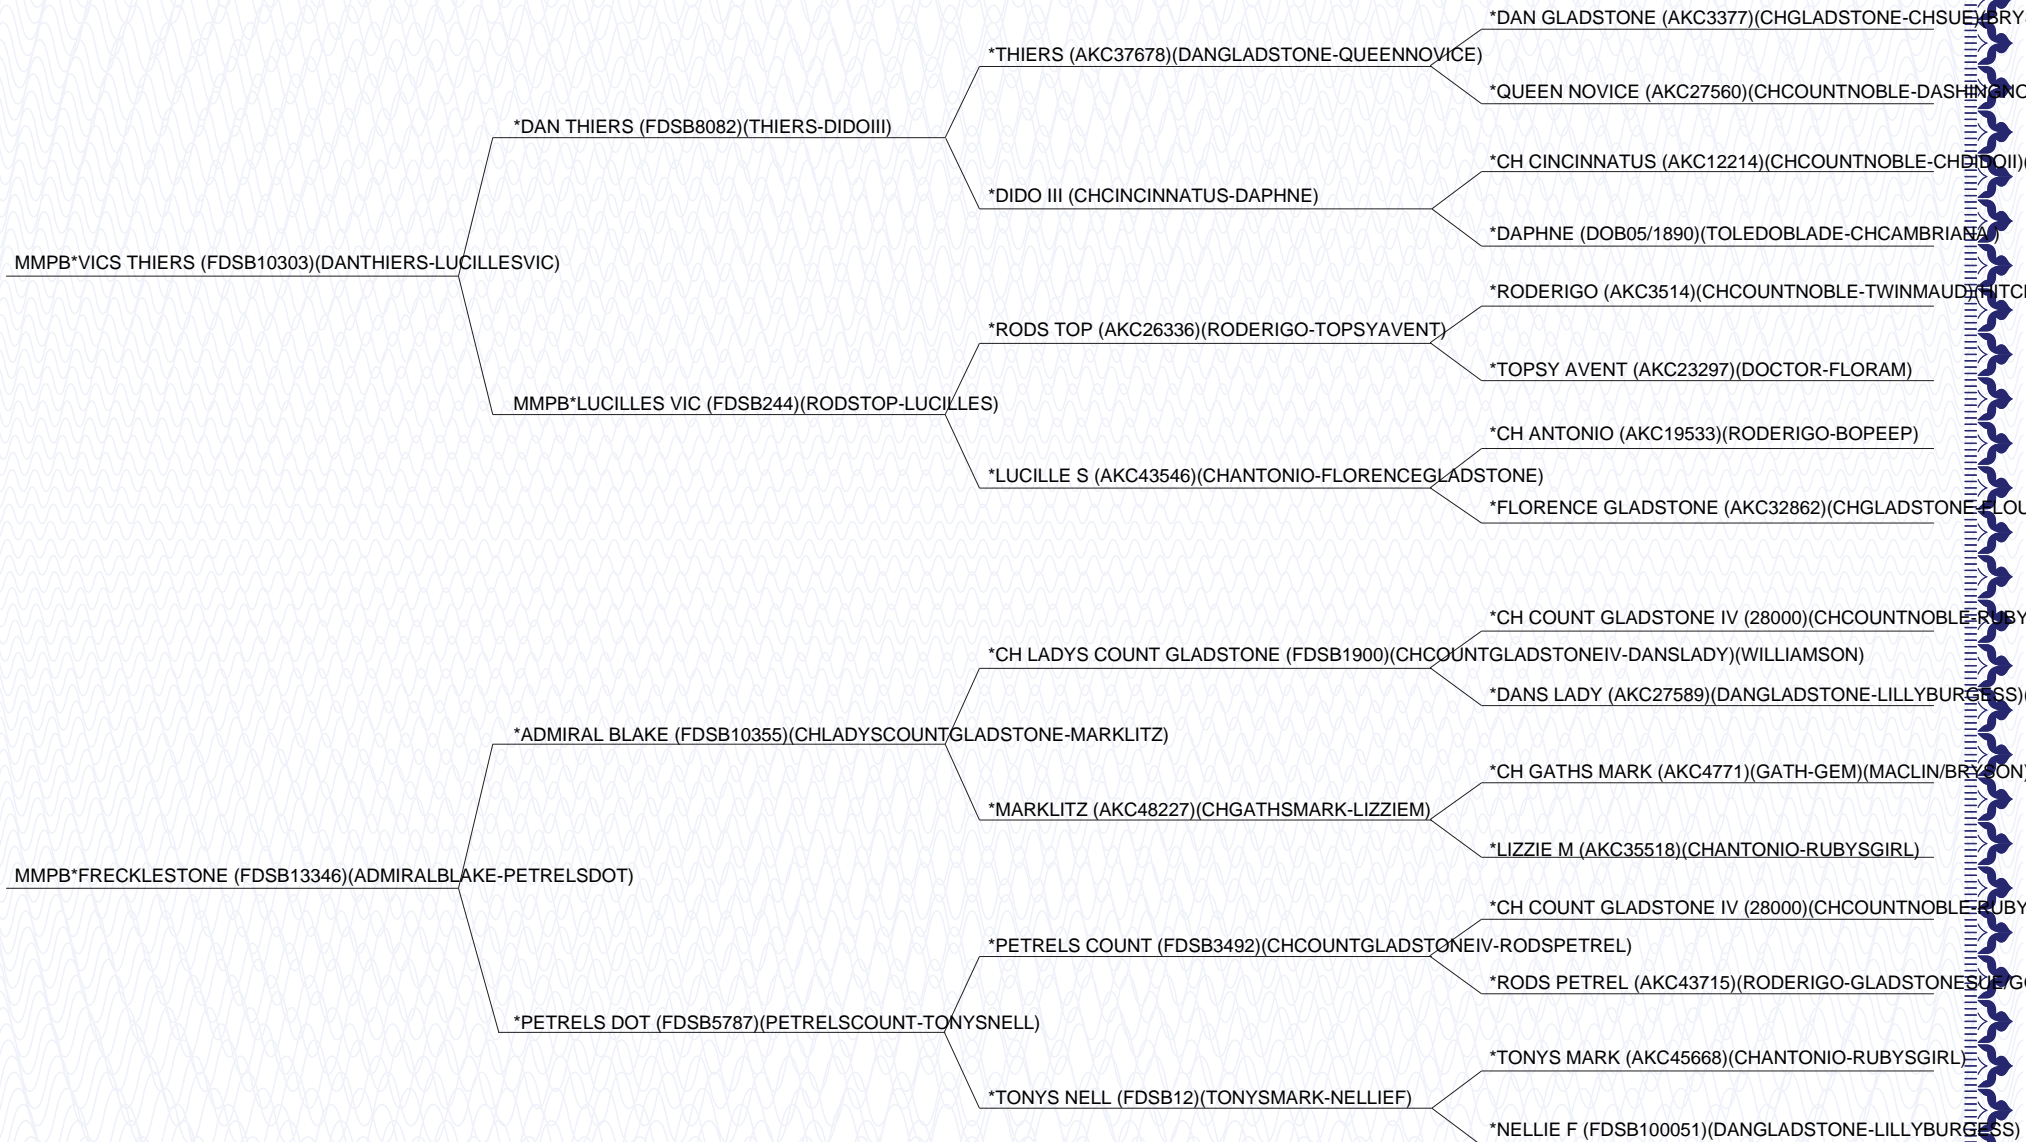 *DAN GLADSTONE (AKC3377)(CHGLADSTONE-CHSUE)(BRY
*THIERS (AKC37678)(DANGLADSTONE-QUEENNOVICE)
*QUEEN NOVICE (AKC27560)(CHCOUNTNOBLE-DASHINGNO
*DAN THIERS (FDSB8082)(THIERS-DIDOIII)
*CH CINCINNATUS (AKC12214)(CHCOUNTNOBLE-CHDIDOII)(
*DIDO III (CHCINCINNATUS-DAPHNE)
*DAPHNE (DOB05/1890)(TOLEDOBLADE-CHCAMBRIANA )
MMPB*VICS THIERS (FDSB10303)(DANTHIERS-LUCILLESVIC)
*RODERIGO (AKC3514)(CHCOUNTNOBLE-TWINMAUD)(HITC
*RODS TOP (AKC26336)(RODERIGO-TOPSYAVENT)
*TOPSY AVENT (AKC23297)(DOCTOR-FLORAM)
MMPB*LUCILLES VIC (FDSB244)(RODSTOP-LUCILLES)
*CH ANTONIO (AKC19533)(RODERIGO-BOPEEP)
*LUCILLE S (AKC43546)(CHANTONIO-FLORENCEGLADSTONE)
*FLORENCE GLADSTONE (AKC32862)(CHGLADSTONE-FLOU
*CH COUNT GLADSTONE IV (28000)(CHCOUNTNOBLE-RUBY
*CH LADYS COUNT GLADSTONE (FDSB1900)(CHCOUNTGLADSTONEIV-DANSLADY)(WILLIAMSON)
*DANS LADY (AKC27589)(DANGLADSTONE-LILLYBURGESS)(
*ADMIRAL BLAKE (FDSB10355)(CHLADYSCOUNTGLADSTONE-MARKLITZ)
*CH GATHS MARK (AKC4771)(GATH-GEM)(MACLIN/BRYSON)
*MARKLITZ (AKC48227)(CHGATHSMARK-LIZZIEM)
*LIZZIE M (AKC35518)(CHANTONIO-RUBYSGIRL)
MMPB*FRECKLESTONE (FDSB13346)(ADMIRALBLAKE-PETRELSDOT)
*CH COUNT GLADSTONE IV (28000)(CHCOUNTNOBLE-RUBY
*PETRELS COUNT (FDSB3492)(CHCOUNTGLADSTONEIV-RODSPETREL)
*RODS PETREL (AKC43715)(RODERIGO-GLADSTONESUE/G
*PETRELS DOT (FDSB5787)(PETRELSCOUNT-TONYSNELL)
*TONYS MARK (AKC45668)(CHANTONIO-RUBYSGIRL)
*TONYS NELL (FDSB12)(TONYSMARK-NELLIEF)
*NELLIE F (FDSB100051)(DANGLADSTONE-LILLYBURGESS)